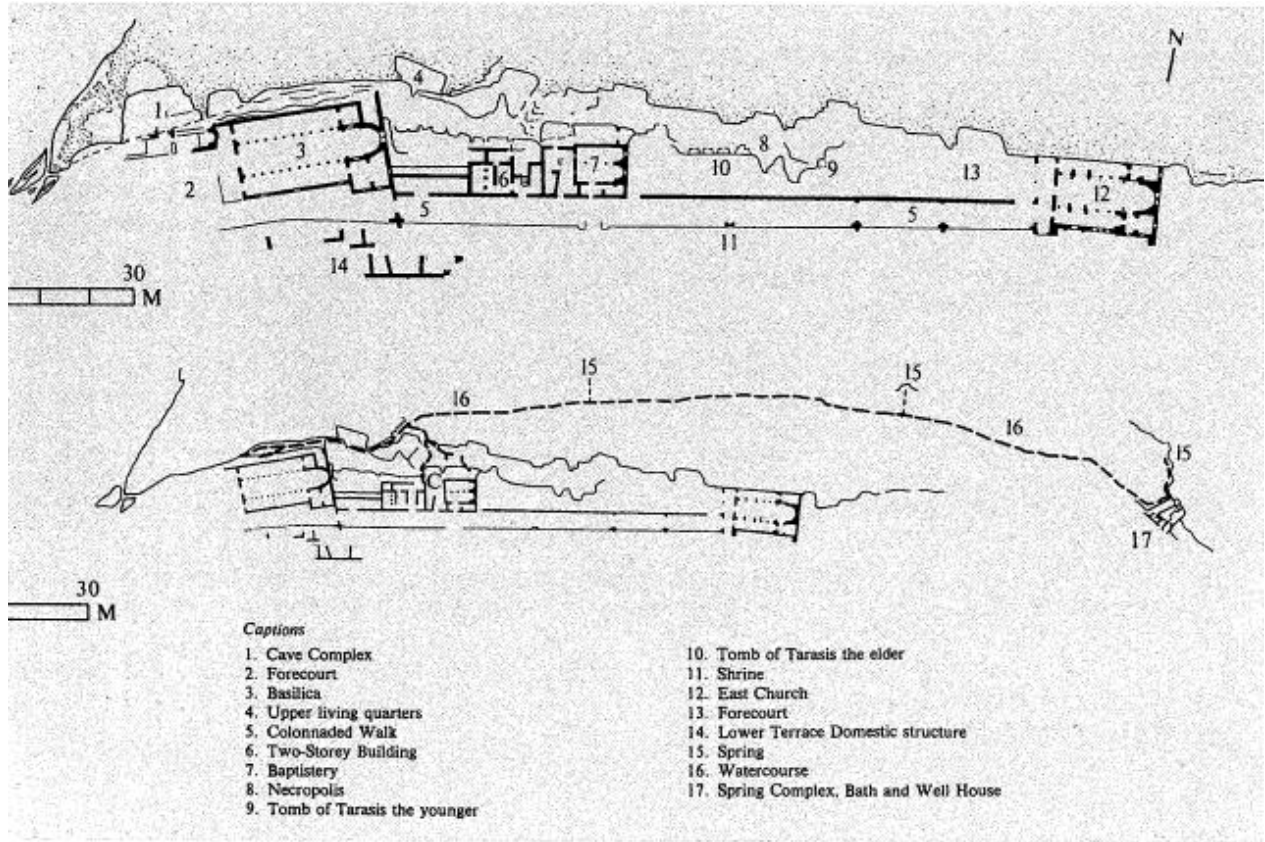 N
4
1
3
2
8
10
9
7
6
13
12
5
5
11
14
30
M
15
15
16
16
15
C
17
30
M
Captions
1. Cave Complex
2. Forecourt
3. Basilica
4. Upper living quarters
5. Colonnaded Walk
6. Two-Storey Building
7. Baptistery
8. Necropolis
9. Tomb of Tarasis the younger
10. Tomb of Tarasis the elder
11. Shrine
12. East Church
13. Forecourt
14. Lower Terrace Domestic structure
15. Spring
16. Watercourse
17. Spring Complex, Bath and Well House